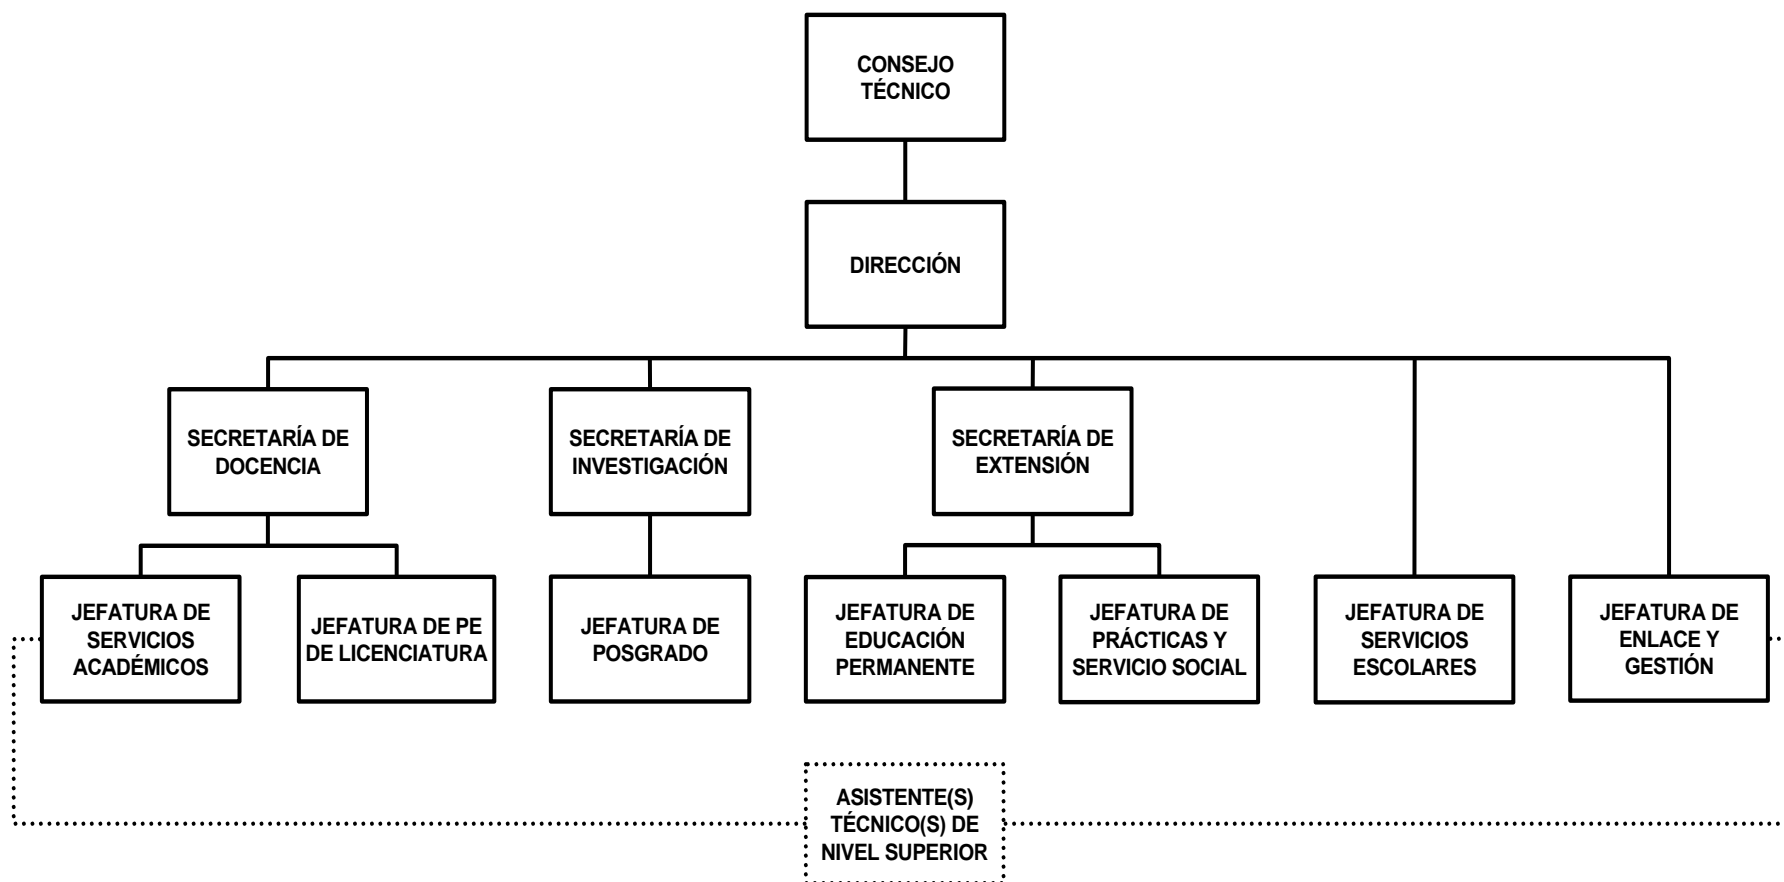 CONSEJO
TÉCNICO
DIRECCIÓN
SECRETARÍA DE
DOCENCIA
SECRETARÍA DE
INVESTIGACIÓN
SECRETARÍA DE
EXTENSIÓN
JEFATURA DE
SERVICIOS
ACADÉMICOS
JEFATURA DE PE
DE LICENCIATURA
JEFATURA DE
POSGRADO
JEFATURA DE
EDUCACIÓN
PERMANENTE
JEFATURA DE
PRÁCTICAS Y
SERVICIO SOCIAL
JEFATURA DE
SERVICIOS
ESCOLARES
JEFATURA DE
ENLACE Y
GESTIÓN
ASISTENTE(S)
TÉCNICO(S) DE
NIVEL SUPERIOR